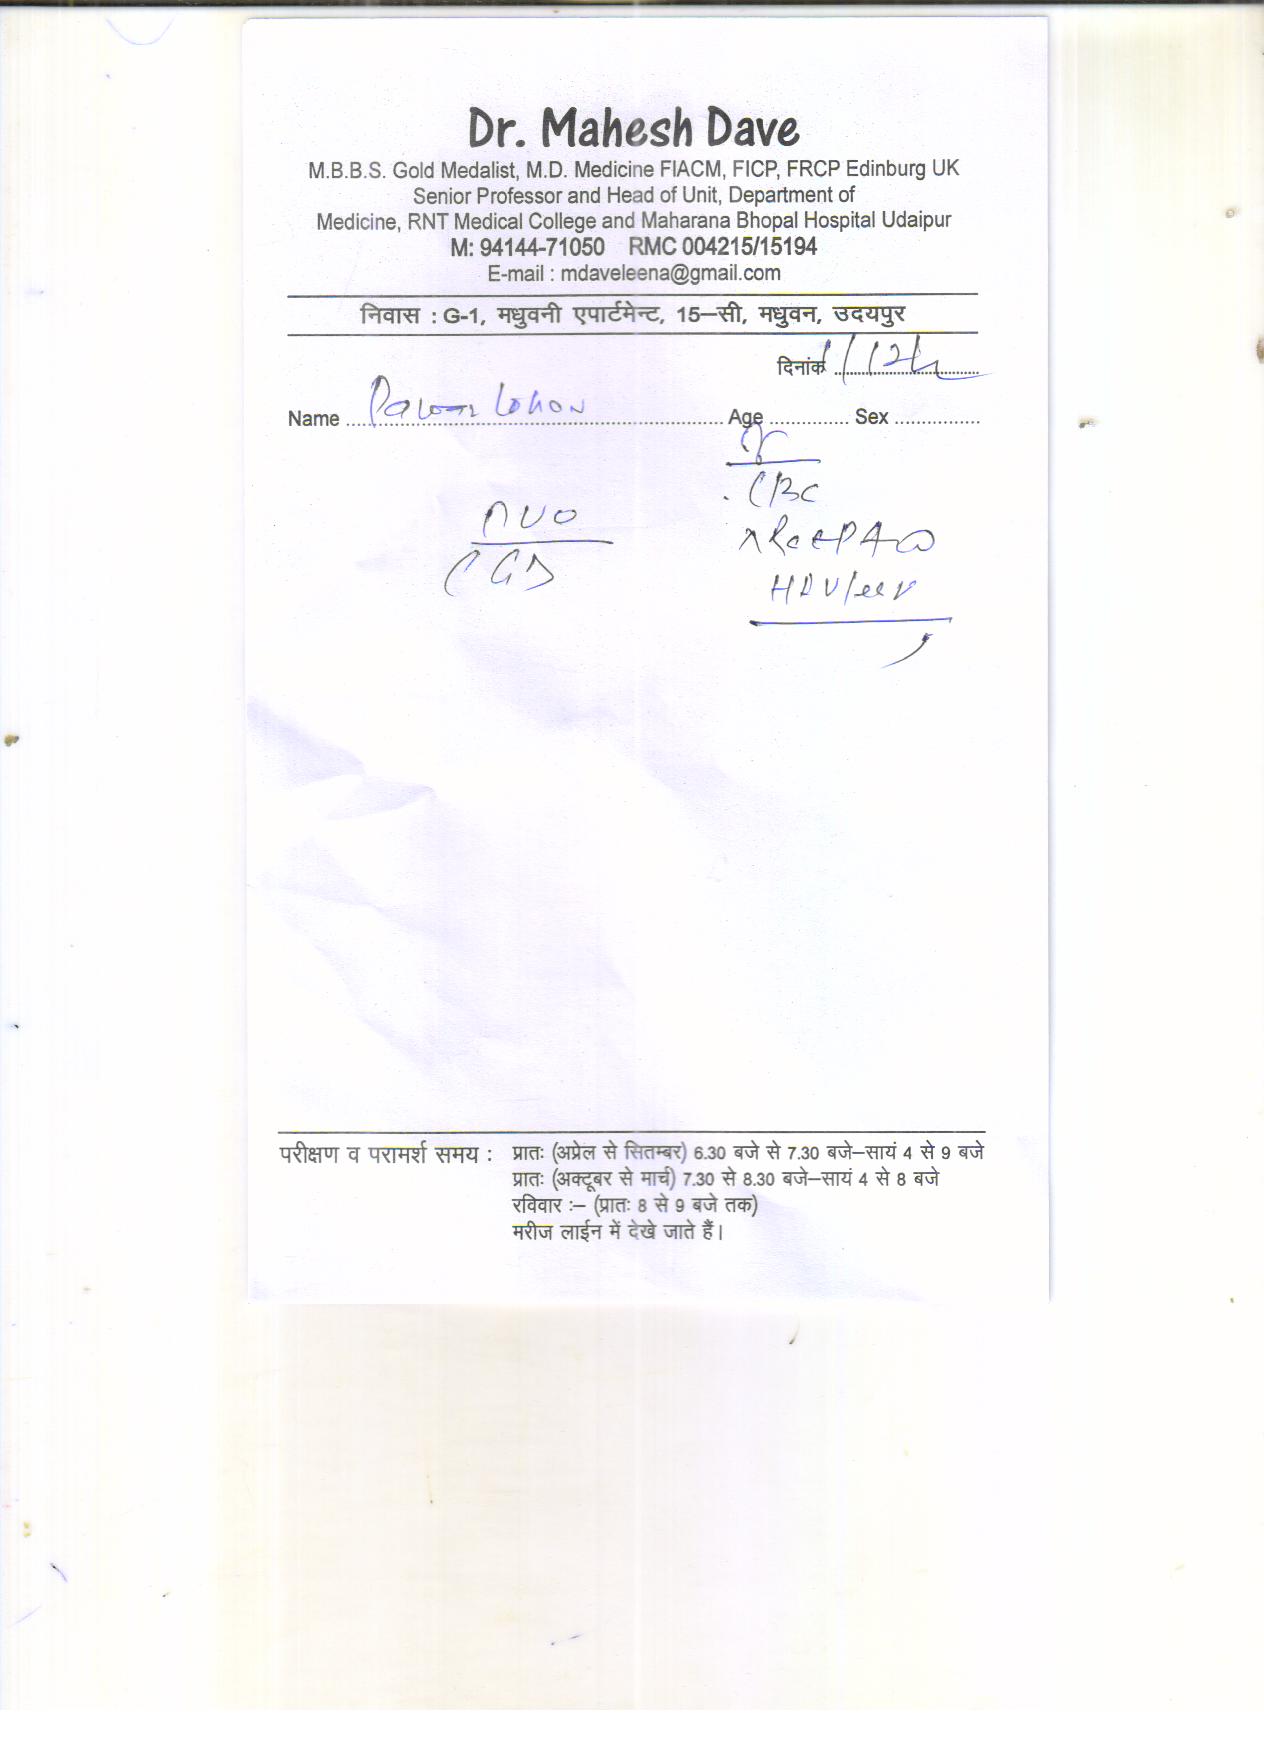 Dr. Mahesh Dave
M.B.B.S. Gold Medalist, M.D. Medicine FIACM, FICP, FRCP Edinburg UK
Senior Professor and Head of Unit, Department of
Medicine, RNT Medical College and Maharana Bhopal Hospital Udaipur
M: 94144-71050 RMC 004215/15194
E-mail : mdaveleena@gmail.com
निवास : G-1, मधुवनी एपार्टमेन्ट, 15–सी, मधुवन, उदयपुर
दिनांक
Name Age Sex
CBC
परीक्षण व परामर्श समय : प्रातः (अप्रेल से सितम्बर) 6.30 बजे से 7.30 बजे–सायं 4 से 9 बजे
प्रातः (अक्टूबर से मार्च) 7.30 से 8.30 बजे–सायं 4 से 8 बजे
रविवार :– (प्रातः 8 से 9 बजे तक)
मरीज लाईन में देखे जाते हैं।